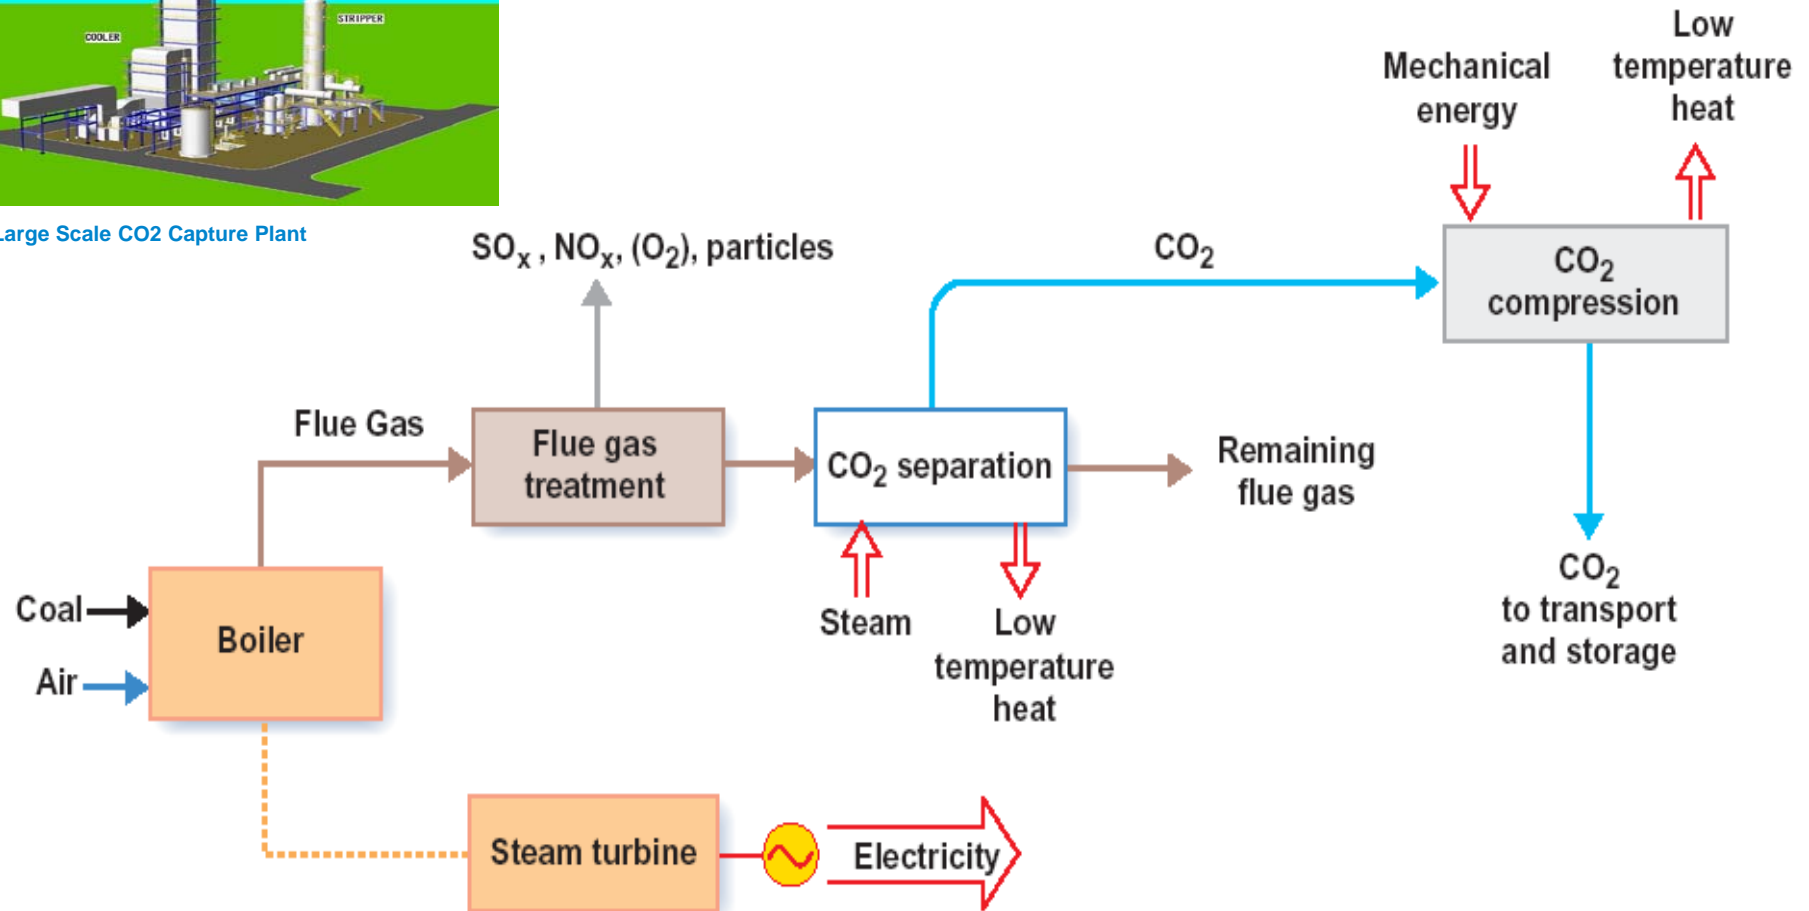 STRIPPER
COOLER
Large Scale CO2 Capture Plant
Mechanical
energy
Low
temperature
heat
SOx , NOx, (O2), particles
CO2
CO2
compression
Flue Gas
Flue gas
treatment
CO2 separation
Remaining
flue gas
Coal
Air
Boiler
Steam
Low
temperature
heat
CO2
to transport
and storage
Steam turbine
Electricity